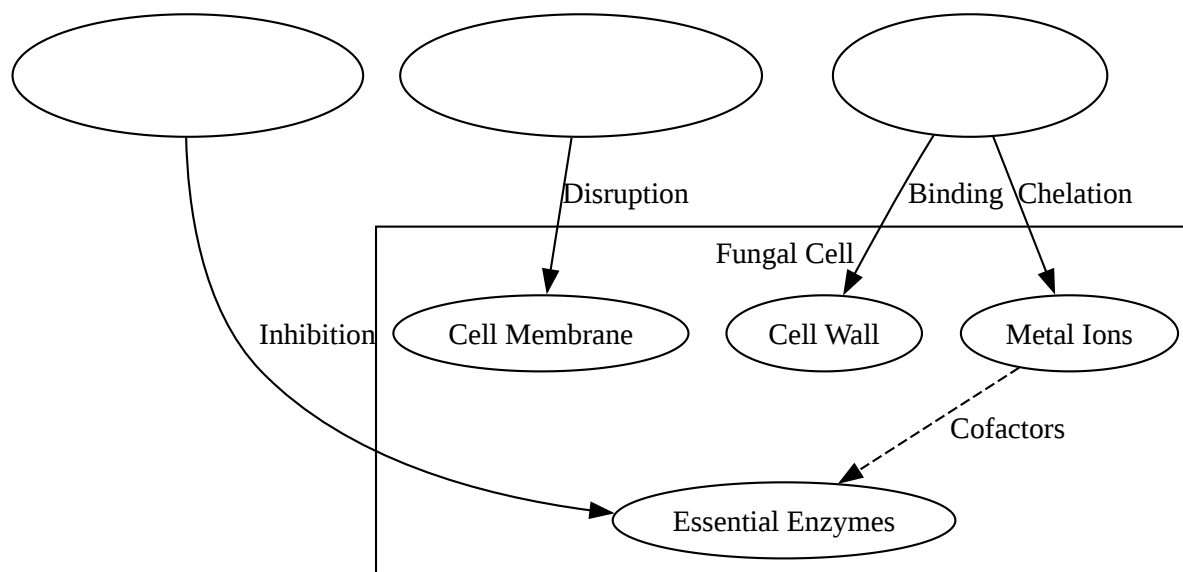 Disruption
Binding
Chelation
Fungal Cell
Inhibition
Cell Membrane
Cell Wall
Metal Ions
Cofactors
Essential Enzymes